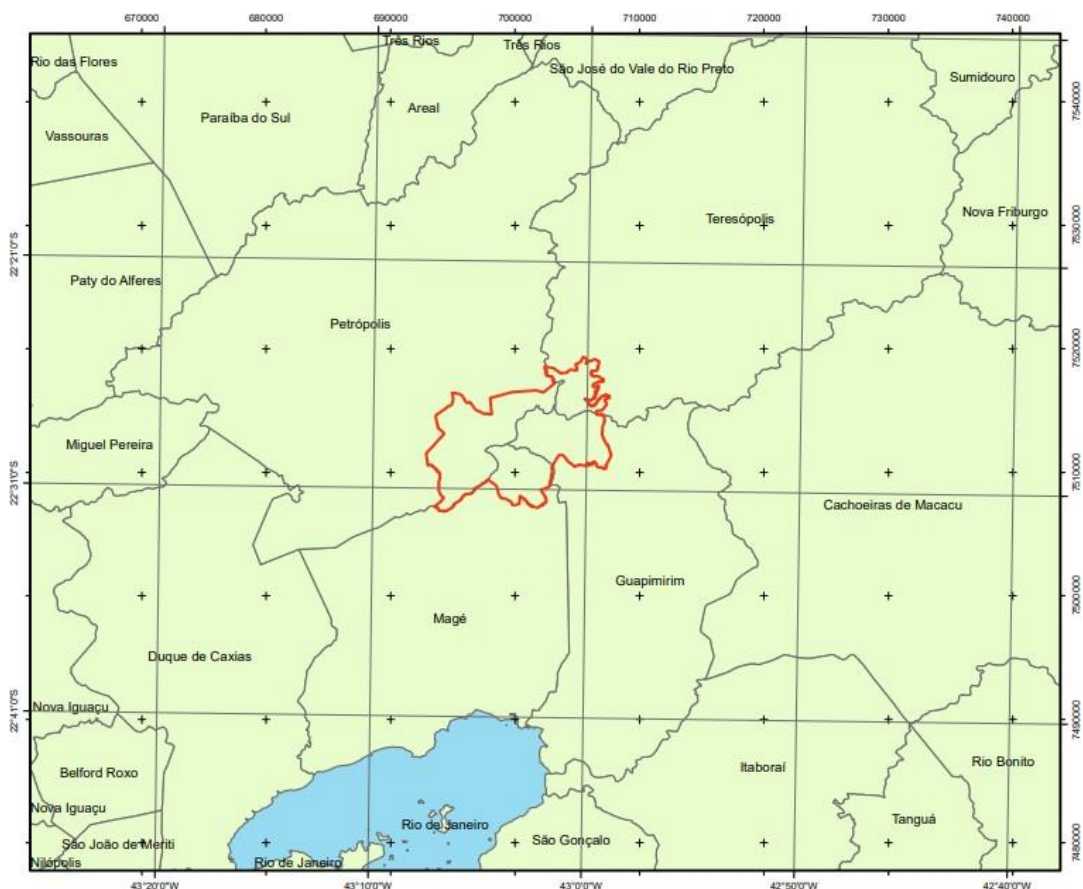 670000 680000 690000 700000 710000 720000 730000 740000
Três Rios
Três Rios
Rio das Flores
São José do Vale do Rio Preto
Sumidouro
Areal
7540000
Paraíba do Sul
Vassouras
Nova Friburgo
Teresópolis
7530000
22°21'0"S
Paty do Alferes
Petrópolis
7520000
Miguel Pereira
22°31'0"S
7510000
Cachoeiras de Macacu
Guapimirim
7500000
Magé
Duque de Caxias
Nova Iguaçu
22°41'0"S
7490000
Rio Bonito
Itaboraí
Belford Roxo
Nova Iguaçu
Rio de Janeiro
Tanguá
São Gonçalo
São João de Meriti
7480000
Nilópolis
Rio de Janeiro
43°20'0"W 43°10'0"W 43°0'0"W 42°50'0"W 42°40'0"W